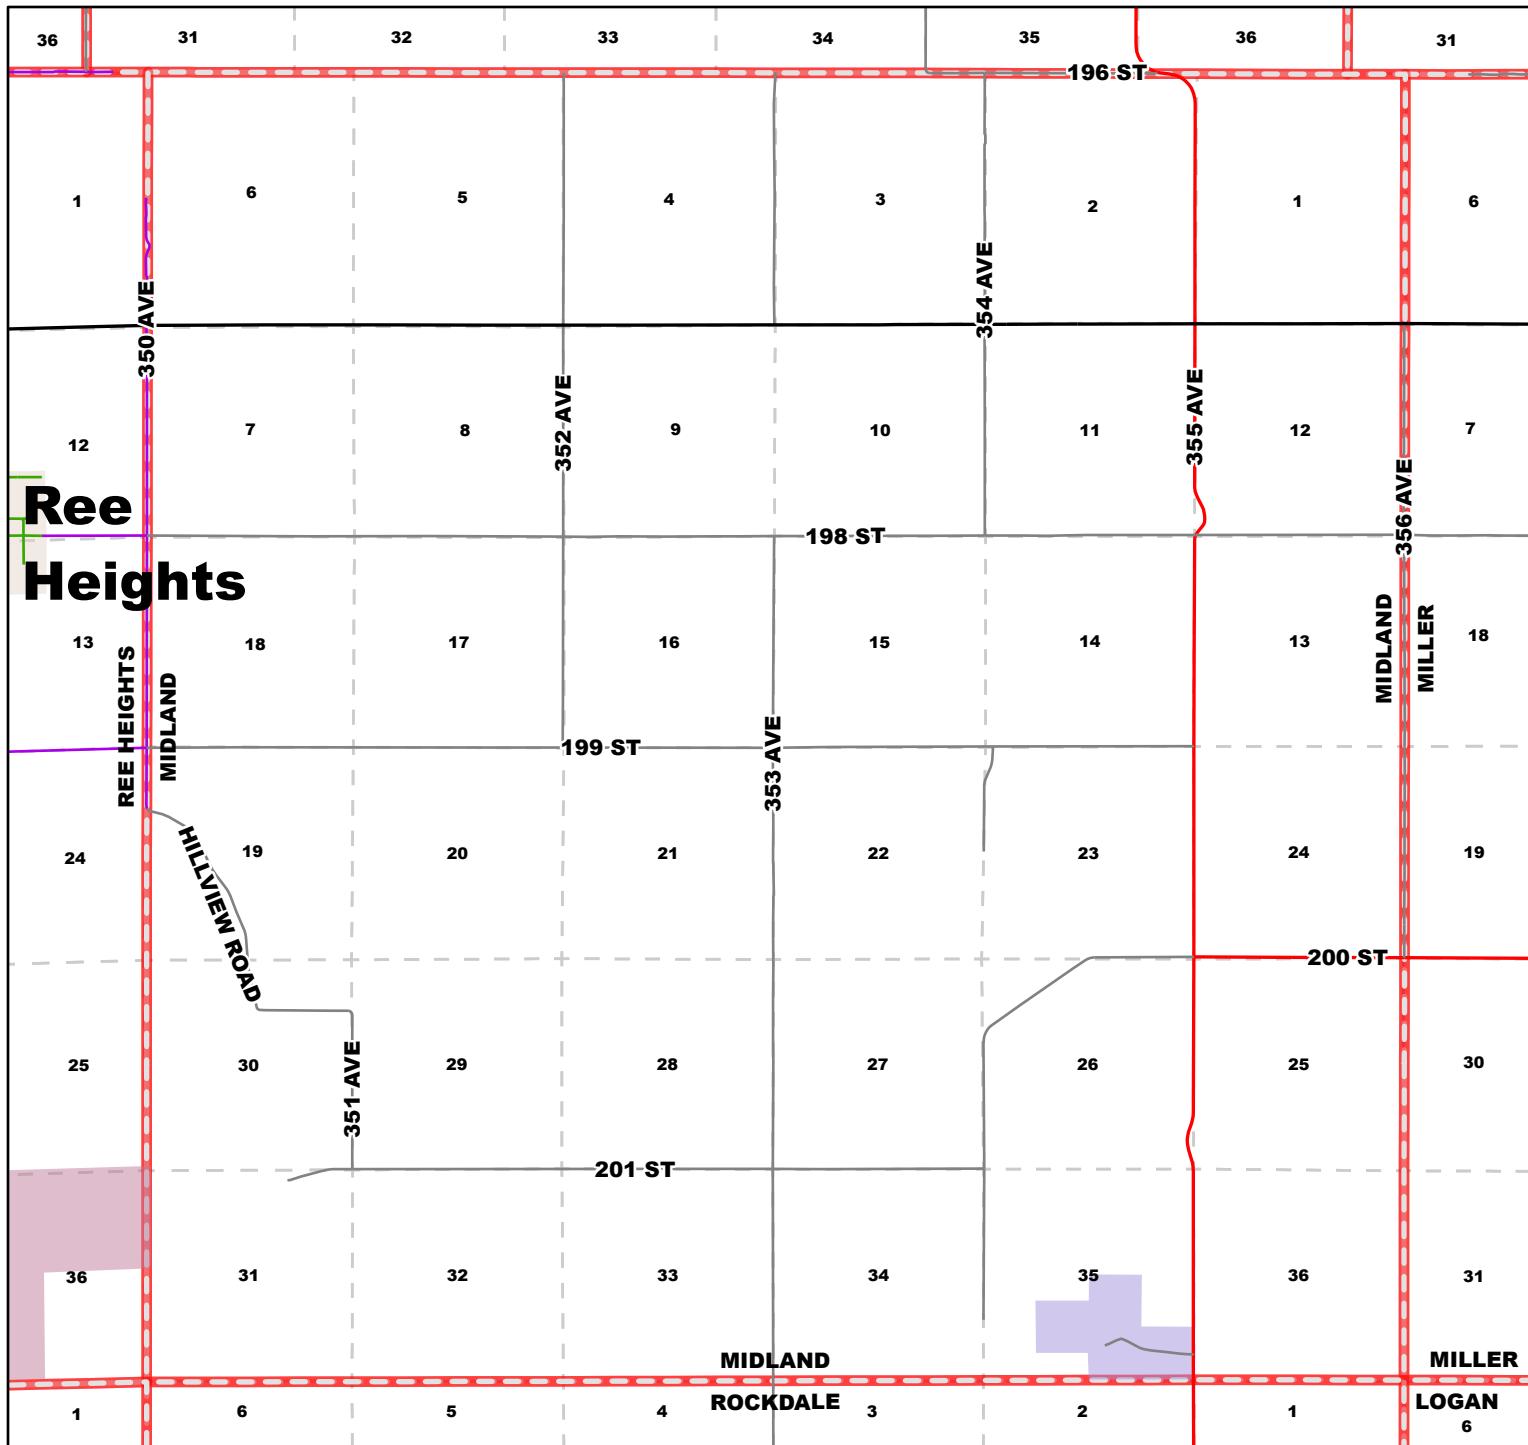 36 31 32 33 34 35 36 31
196 ST
1 6 5 4 3 2 1 6
350 AVE
354 AVE
352 AVE
355 AVE
12 7 8 9 10 11 12 7
356 AVE
Ree
Heights
198 ST
13 18 17 16 15 14 13 18
REE HEIGHTS
MIDLAND
MIDLAND
MILLER
199 ST
353 AVE
24 19 20 21 22 23 24 19
HILLVIEW ROAD
200 ST
25 30 29 28 27 26 25 30
351 AVE
201 ST
36 31 32 33 34 35 36 31
MIDLAND
MILLER
ROCKDALE
LOGAN
1 6 5 4 3 2 1 6